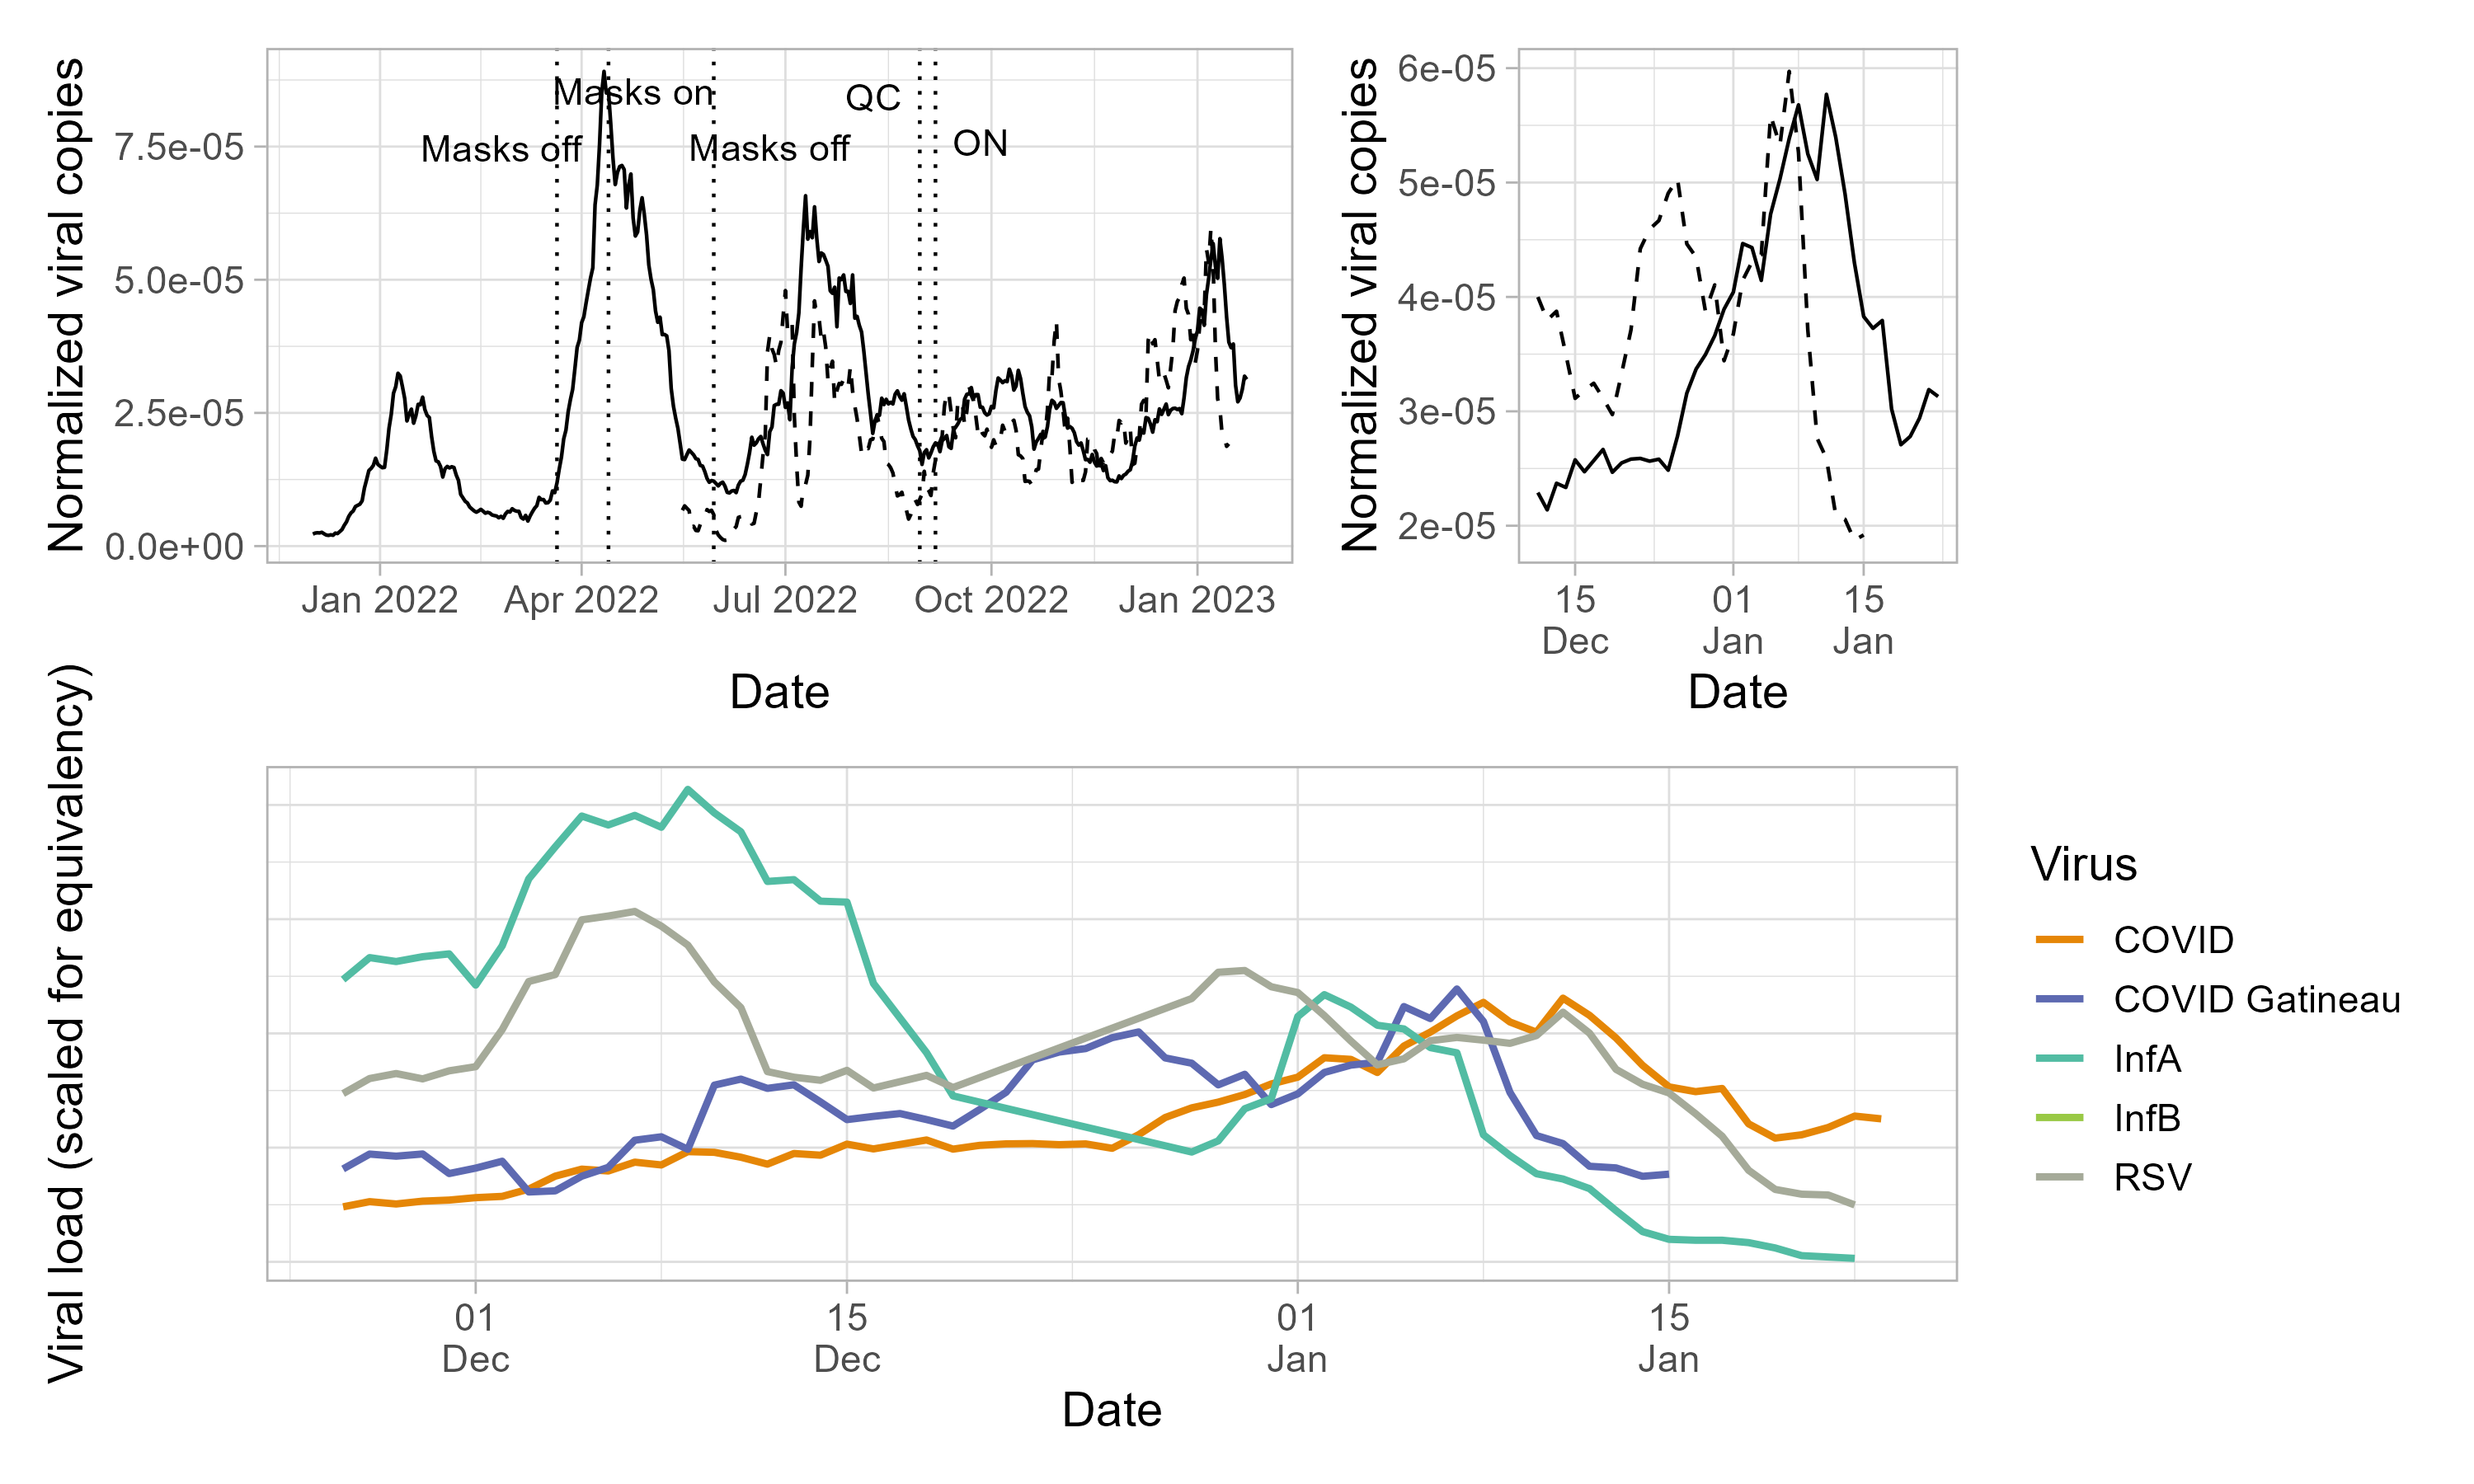 Normalized viral copies
7.5e-05
5.0e-05
2.5e-05
0.0e+00
Masks off
Masks on
Masks off
QC
ON
Jan 2022
Apr 2022
Jul 2022
Oct 2022
Jan 2023
Date
Normalized viral copies
6e-05
5e-05
4e-05
3e-05
2e-05
15
Dec
01
Jan
15
Jan
Date
Viral load (scaled for equivalency)
01
Dec
15
Dec
01
Jan
15
Jan
Date
Virus
COVID
COVID Gatineau
InfA
InfB
RSV